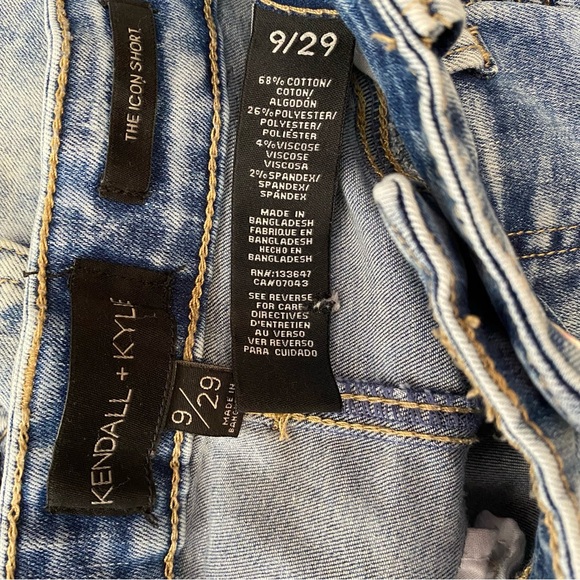 THE ICON SHORT
KENDALL + KYLIE
9/29
MADE IN
9/29
68% COTTON/
COTON/
ALGODÓN
26% POLYESTER/
POLYESTER/
POLIÉSTER
4% VISCOSE
VISCOSE
VISCOSA
2% SPANDEX/
SPANDEX/
SPANDEX
MADE IN
BANGLADESH
FABRIQUE EN
BANGLADESH
HECHO EN
BANGLADESH
RN#:133647
CA#07043
SEE REVERSE
FOR CARE
DIRECTIVES
D'ENTRETIEN
AU VERSO
VER REVERSO
PARA CUIDADO